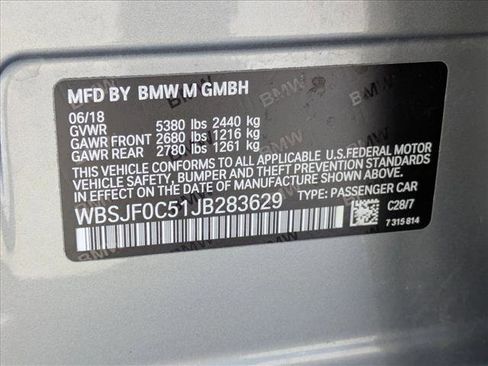 MFD BY BMW M GMBH
06/18
GVWR 5380 lbs 2440 kg
GAWR FRONT 2680 lbs 1216 kg
GAWR REAR 2780 lbs 1261 kg
THIS VEHICLE CONFORMS TO ALL APPLICABLE U.S.FEDERAL MOTOR
VEHICLE SAFETY, BUMPER AND THEFT PREVENTION STANDARDS
IN EFFECT ON THE DATE OF MANUFACTURE SHOWN ABOVE.
WBSJF0C51JB283629 TYPE: PASSENGER CAR
C28/7
7 315 814